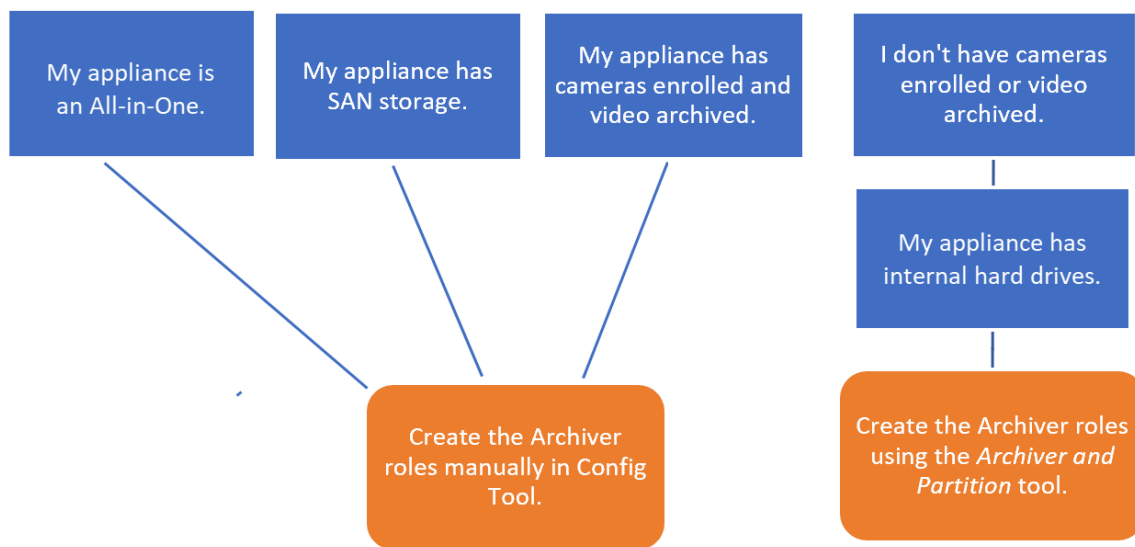 My appliance is
an All-in-One.
My appliance has
SAN storage.
My appliance has
cameras enrolled and
video archived.
I don't have cameras
enrolled or video
archived.
My appliance has
internal hard drives.
Create the Archiver
roles manually in Config
Tool.
Create the Archiver roles
using the Archiver and
Partition tool.